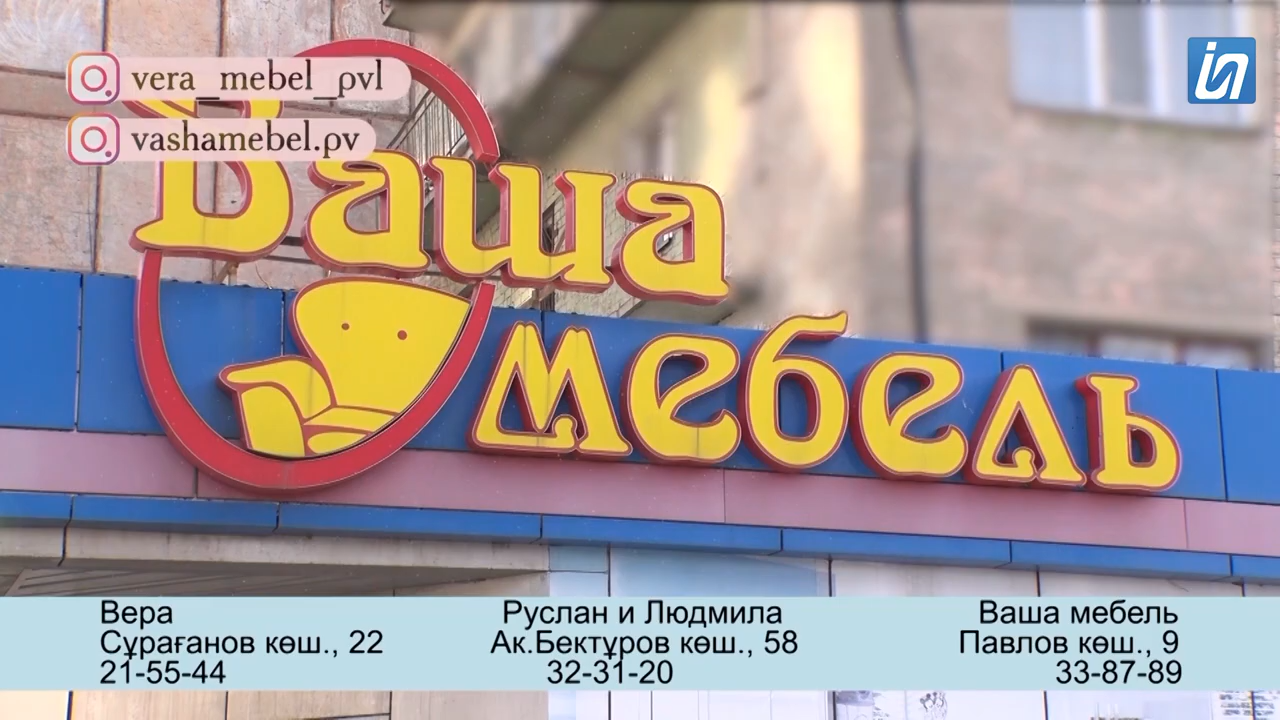 vera_mebel_pvl
vashamebel.pv
Ваша
мебель
in
Вера
Сұрағанов көш., 22
21-55-44
Руслан и Людмила
Ак.Бектұров көш., 58
32-31-20
Ваша мебель
Павлов көш., 9
33-87-89